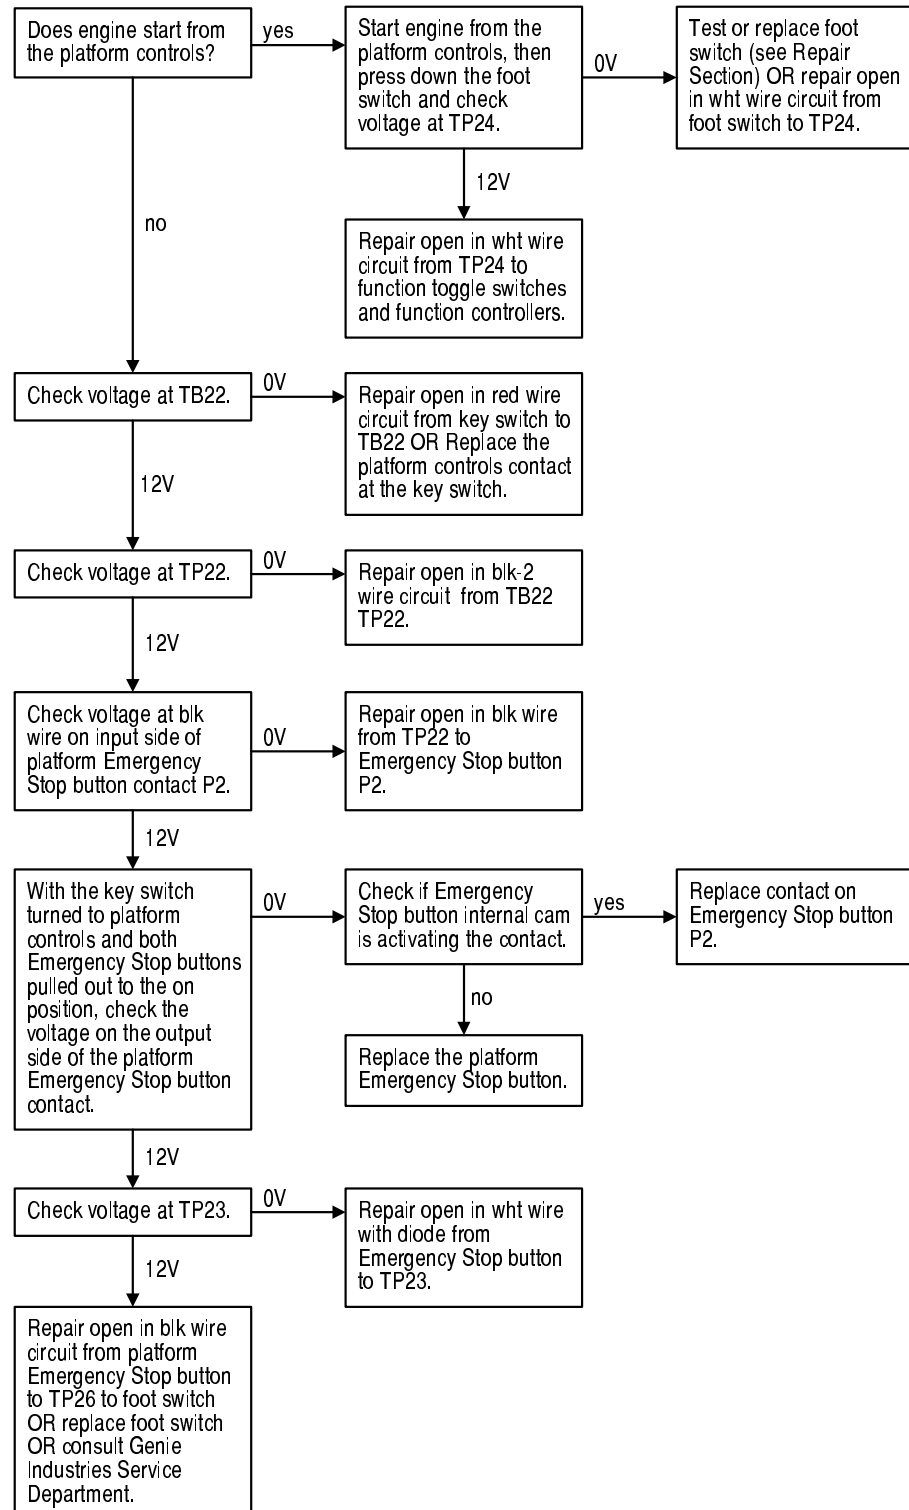 Does engine start from
the platform controls?
yes
Start engine from the
platform controls, then
press down the foot
switch and check
voltage at TP24.
0V
Test or replace foot
switch (see Repair
Section) OR repair open
in wht wire circuit from
foot switch to TP24.
12V
no
Repair open in wht wire
circuit from TP24 to
function toggle switches
and function controllers.
Check voltage at TB22.
0V
Repair open in red wire
circuit from key switch to
TB22 OR Replace the
platform controls contact
at the key switch.
12V
Check voltage at TP22.
0V
Repair open in blk-2
wire circuit from TB22
TP22.
12V
Check voltage at blk
wire on input side of
platform Emergency
Stop button contact P2.
0V
Repair open in blk wire
from TP22 to
Emergency Stop button
P2.
12V
With the key switch
turned to platform
controls and both
Emergency Stop buttons
pulled out to the on
position, check the
voltage on the output
side of the platform
Emergency Stop button
contact.
0V
Check if Emergency
Stop button internal cam
is activating the contact.
yes
Replace contact on
Emergency Stop button
P2.
no
Replace the platform
Emergency Stop button.
12V
Check voltage at TP23.
0V
Repair open in wht wire
with diode from
Emergency Stop button
to TP23.
12V
Repair open in blk wire
circuit from platform
Emergency Stop button
to TP26 to foot switch
OR replace foot switch
OR consult Genie
Industries Service
Department.